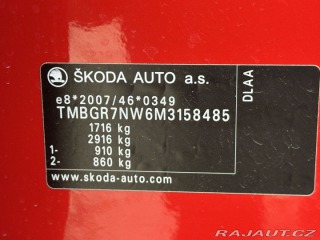 ŠKODA AUTO a.s.
e8*2007/46*0349
TMBGR7NW6M3158485
1716 kg
2916 kg
1- 910 kg
2- 860 kg
www.skoda-auto.com
DLAA
RAJAUT.CZ